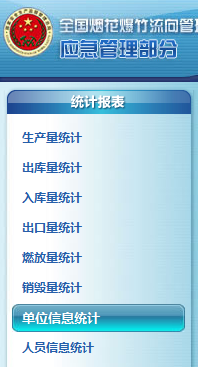 全国烟花爆竹流向管
应急管理部分
统计报表
生产量统计
出库量统计
入库量统计
出口量统计
燃放量统计
销毁量统计
单位信息统计
人员信息统计